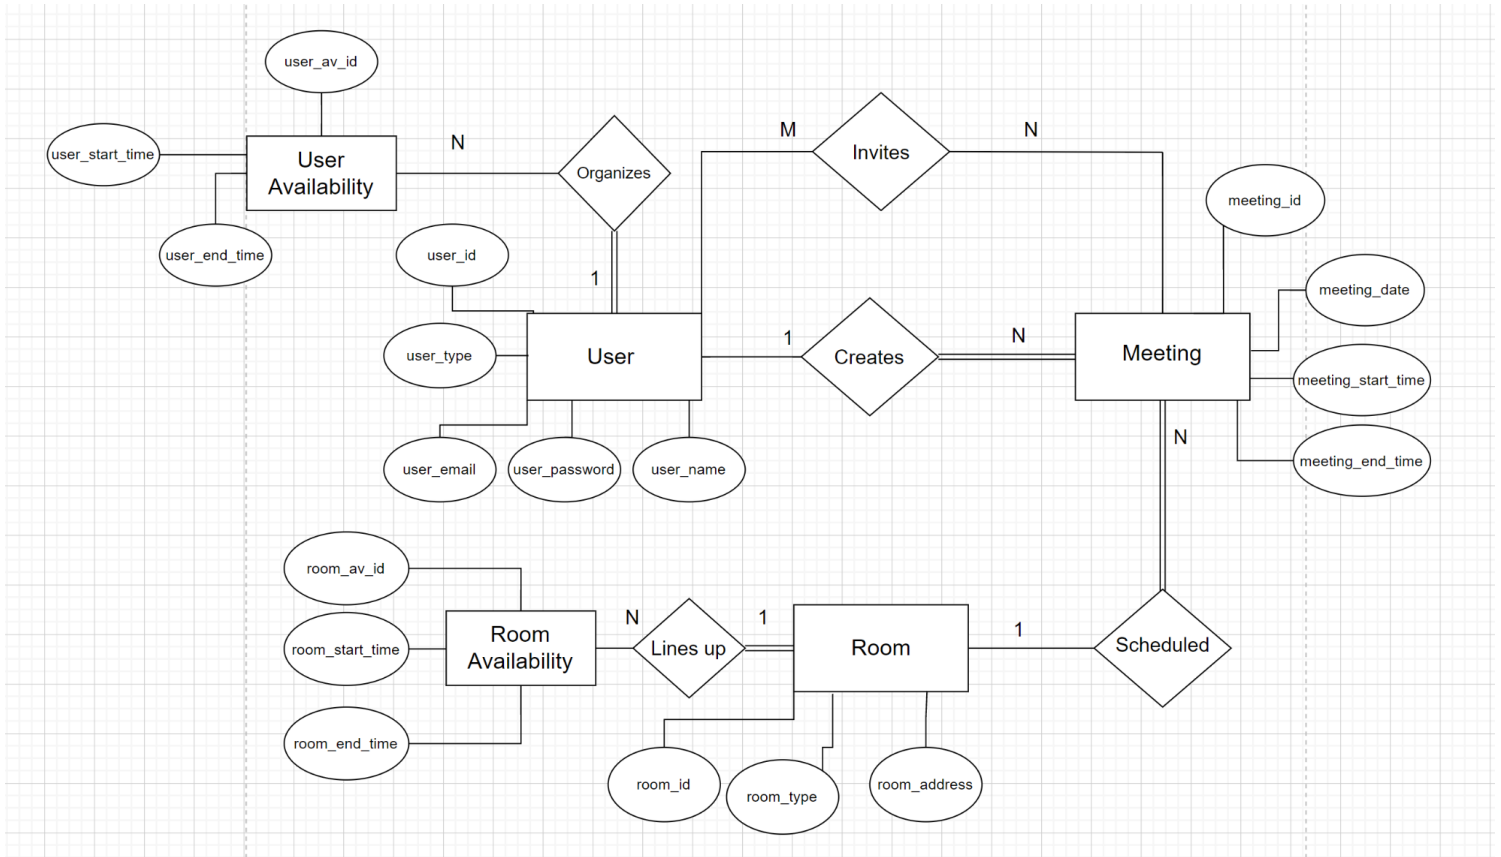 user_av_id
user_start_time
User
Availability
user_end_time
N
Organizes
1
M
Invites
N
meeting_id
meeting_date
meeting_start_time
meeting_end_time
user_id
user_type
User
1
Creates
N
Meeting
user_email
user_password
user_name
N
room_av_id
room_start_time
room_end_time
Room
Availability
N
Lines up
1
Room
1
Scheduled
room_id
room_type
room_address